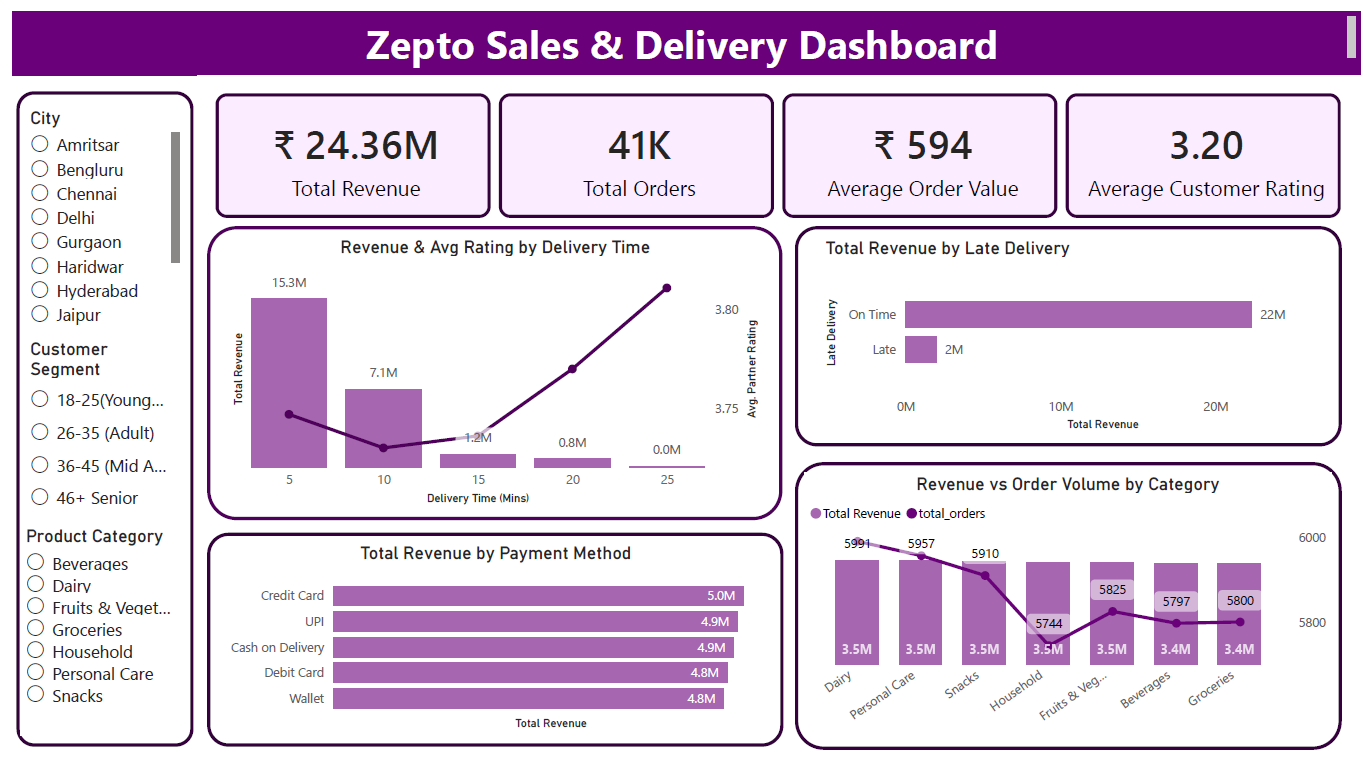 Zepto Sales & Delivery Dashboard
City
Amritsar
Bengluru
Chennai
Delhi
Gurgaon
Haridwar
Hyderabad
Jaipur
Customer
Segment
18-25(Young...
26-35 (Adult)
36-45 (Mid A...
46+ Senior
Product Category
Beverages
Dairy
Fruits & Veget...
Groceries
Household
Personal Care
Snacks
₹ 24.36M
Total Revenue
41K
Total Orders
₹ 594
Average Order Value
3.20
Average Customer Rating
Revenue & Avg Rating by Delivery Time
Total Revenue
15.3M
7.1M
1.2M
0.8M
0.0M
3.80
3.75
Avg. Partner Rating
5 10 15 20 25
Delivery Time (Mins)
Total Revenue by Late Delivery
Late Delivery
On Time 22M
Late 2M
0M 10M 20M
Total Revenue
Total Revenue by Payment Method
Credit Card 5.0M
UPI 4.9M
Cash on Delivery 4.9M
Debit Card 4.8M
Wallet 4.8M
Total Revenue
Revenue vs Order Volume by Category
Total Revenue total_orders
5991 5957 5910 5744 5825 5797 5800
6000
5800
3.5M 3.5M 3.5M 3.5M 3.5M 3.4M 3.4M
Dairy
Personal Care
Snacks
Household
Fruits & Veg...
Beverages
Groceries